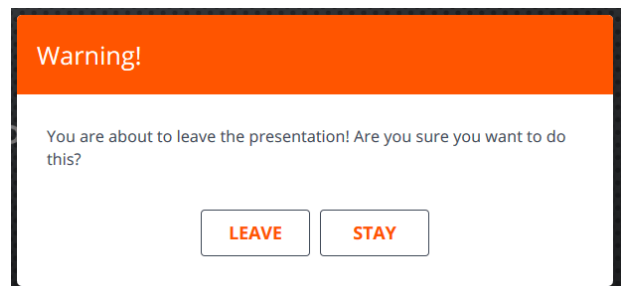 Warning!
You are about to leave the presentation! Are you sure you want to do
this?
LEAVE
STAY